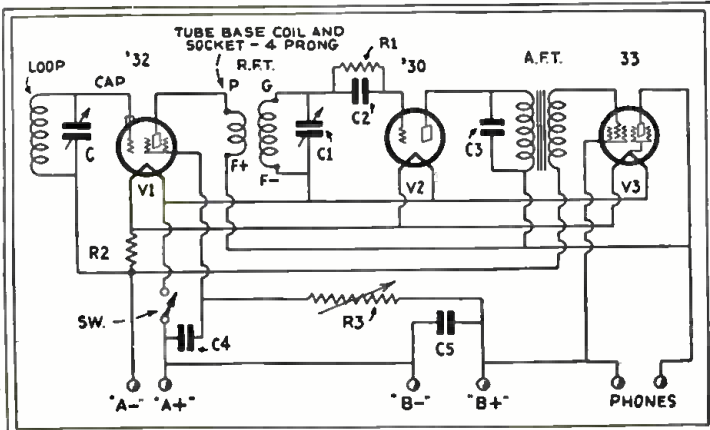 TUBE BASE COIL AND
SOCKET - 4 PRONG
R1
LOOP
CAP
'32
P
R.F.T.
G
'30
A.F.T.
33
C
C1
C2
C3
F+
F-
V1
V2
V3
R2
SW.
C4
R3
C5
"A-"
"A+"
"B-"
"B+"
PHONES